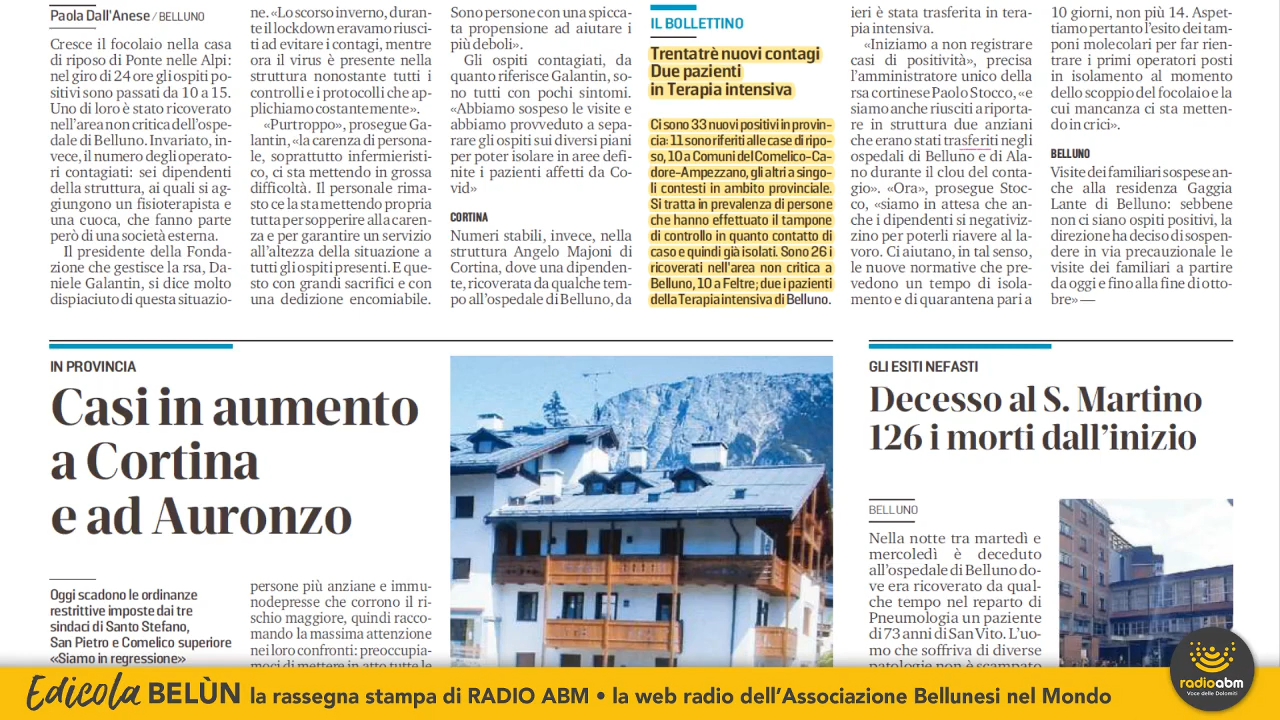 Paola Dall'Anese / BELLUNO
Cresce il focolaio nella casa
di riposo di Ponte nelle Alpi:
nel giro di 24 ore gli ospiti po-
sitivi sono passati da 10 a 15.
Uno di loro è stato ricoverato
nell'area non critica dell'ospe-
dale di Belluno. Invariato, in-
vece, il numero degli operato-
ri contagiati: sei dipendenti
della struttura, ai quali si ag-
giungono un fisioterapista e
una cuoca, che fanno parte
però di una società esterna.
Il presidente della Fonda-
zione che gestisce la rsa, Da-
niele Galantin, si dice molto
dispiaciuto di questa situazio-
ne. «Lo scorso inverno, duran-
te il lockdown eravamo riusci-
ti ad evitare i contagi, mentre
ora il virus è presente nella
struttura nonostante tutti i
controlli e i protocolli che ap-
plichiamo costantemente».
«Purtroppo», prosegue Ga-
lantin, «la carenza di persona-
le, soprattutto infermieristi-
co, ci sta mettendo in grossa
difficoltà. Il personale rima-
sto ce la sta mettendo propria
tutta per sopperire alla caren-
za e per garantire un servizio
all'altezza della situazione a
tutti gli ospiti presenti. E que-
sto con grandi sacrifici e con
una dedizione encomiabile.
Sono persone con una spicca-
ta propensione ad aiutare i
più deboli».
Gli ospiti contagiati, da
quanto riferisce Galantin, so-
no tutti con pochi sintomi.
«Abbiamo sospeso le visite e
abbiamo provveduto a sepa-
rare gli ospiti sui diversi piani
per poter isolare in aree defi-
nite i pazienti affetti da Co-
vid»
CORTINA
Numeri stabili, invece, nella
struttura Angelo Majoni di
Cortina, dove una dipenden-
te, ricoverata da qualche tem-
po all'ospedale di Belluno, da
IL BOLLETTINO
Trentatrè nuovi contagi
Due pazienti
in Terapia intensiva
Ci sono 33 nuovi positivi in provin-
cia: 11 sono riferiti alle case di ripo-
so, 10 a Comuni del Comelico-Ca-
dore-Ampezzano, gli altri a singo-
li contesti in ambito provinciale.
Si tratta in prevalenza di persone
che hanno effettuato il tampone
di controllo in quanto contatto di
caso e quindi già isolati. Sono 26 i
ricoverati nell'area non critica a
Belluno, 10 a Feltre; due i pazienti
della Terapia intensiva di Belluno.
ieri è stata trasferita in tera-
pia intensiva.
«Iniziamo a non registrare
casi di positività», precisa
l'amministratore unico della
rsa cortinese Paolo Stocco, «e
siamo anche riusciti a riporta-
re in struttura due anziani
che erano stati trasferiti negli
ospedali di Belluno e di Ala-
no durante il clou del conta-
gio». «Ora», prosegue Stoc-
co, «siamo in attesa che an-
che i dipendenti si negativiz-
zino per poterli riavere al la-
voro. Ci aiutano, in tal senso,
le nuove normative che pre-
vedono un tempo di isola-
mento e di quarantena pari a
10 giorni, non più 14. Aspet-
tiamo pertanto l'esito dei tam-
poni molecolari per far rien-
trare i primi operatori posti
in isolamento al momento
dello scoppio del focolaio e la
cui mancanza ci sta metten-
do in crici».
BELLUNO
Visite dei familiari sospese an-
che alla residenza Gaggia
Lante di Belluno: sebbene
non ci siano ospiti positivi, la
direzione ha deciso di sospen-
dere in via precauzionale le
visite dei familiari a partire
da oggi e fino alla fine di otto-
bre» —
IN PROVINCIA
Casi in aumento
a Cortina
e ad Auronzo
Oggi scadono le ordinanze
restrittive imposte dai tre
sindaci di Santo Stefano,
San Pietro e Comelico superiore
«Siamo in regressione»
persone più anziane e immu-
nodepresse che corrono il ri-
schio maggiore, quindi racco-
mando la massima attenzione
nei loro confronti: preoccupia-
moci di mettere in atto tutte le
GLI ESITI NEFASTI
Decesso al S. Martino
126 i morti dall'inizio
BELLUNO
Nella notte tra martedì e
mercoledì è deceduto
all'ospedale di Belluno do-
ve era ricoverato da qual-
che tempo nel reparto di
Pneumologia un paziente
di 73 anni di San Vito. L'uo-
mo che soffriva di diverse
patologie non è scampato
Edicola BELÙN la rassegna stampa di RADIO ABM • la web radio dell'Associazione Bellunesi nel Mondo
radioabm
Voce delle Dolomiti